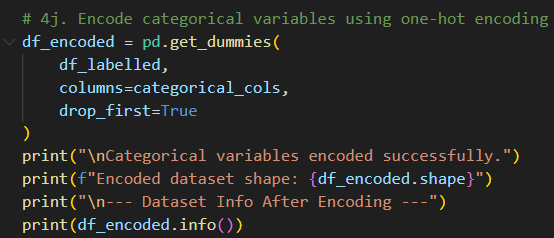 # 4j. Encode categorical variables using one-hot encoding
df_encoded = pd.get_dummies(
    df_labelled,
    columns=categorical_cols,
    drop_first=True
)
print("\nCategorical variables encoded successfully.")
print(f"Encoded dataset shape: {df_encoded.shape}")
print("\n--- Dataset Info After Encoding ---")
print(df_encoded.info())